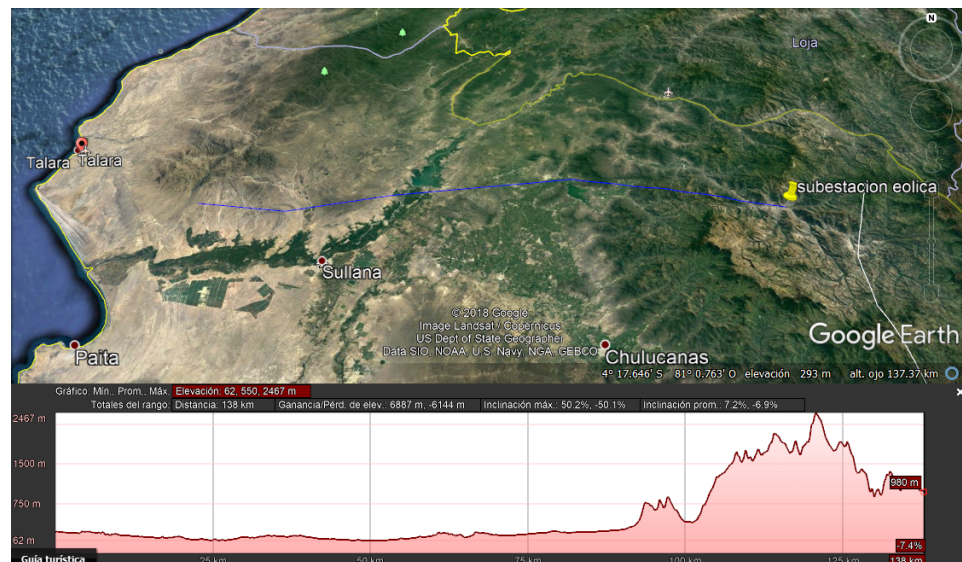 N
Loja
Talara
Talara
subestacion eolica
Sullana
© 2018 Google
Image Landsat / Copernicus
US Dept of State Geographer
Data SIO, NOAA, U.S. Navy, NGA, GEBCO
Google Earth
Paita
Chulucanas
4° 17.646' S 81° 0.763' O elevación 293 m alt. ojo 137.37 km
Gráfico: Mín., Prom., Máx. Elevación: 62, 550, 2467 m
Totales del rango: Distancia: 138 km Ganancia/Pérd. de elev.: 6887 m, -6144 m Inclinación máx.: 50.2%, -50.1% Inclinación prom.: 7.2%, -6.9%
2467 m
1500 m
980 m
750 m
62 m
-7.4%
Guía turística 25 km 50 km 75 km 100 km 125 km 138 km